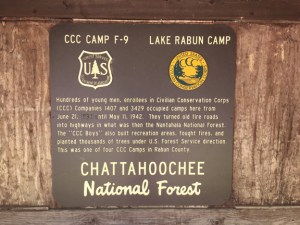 CCC CAMP F-9 LAKE RABUN CAMP
U S
Hundreds of young men, enrollees in Civilian Conservation Corps
(CCC) Companies 1407 and 3429 occupied camps here from
June 21, until May 11, 1942. They turned old fire roads
into highways in what was then the Nantahala National Forest.
The "CCC Boys" also built recreation areas, fought fires, and
planted thousands of trees under U.S. Forest Service direction.
This was one of four CCC Camps in Rabun County.
CHATTAHOOCHEE
National Forest